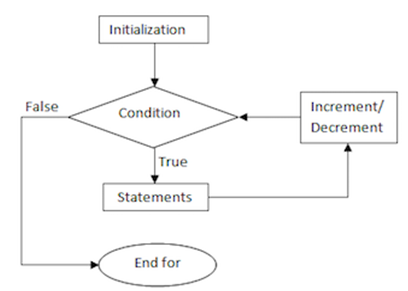 Initialization
False
Condition
Increment/
Decrement
True
Statements
End for